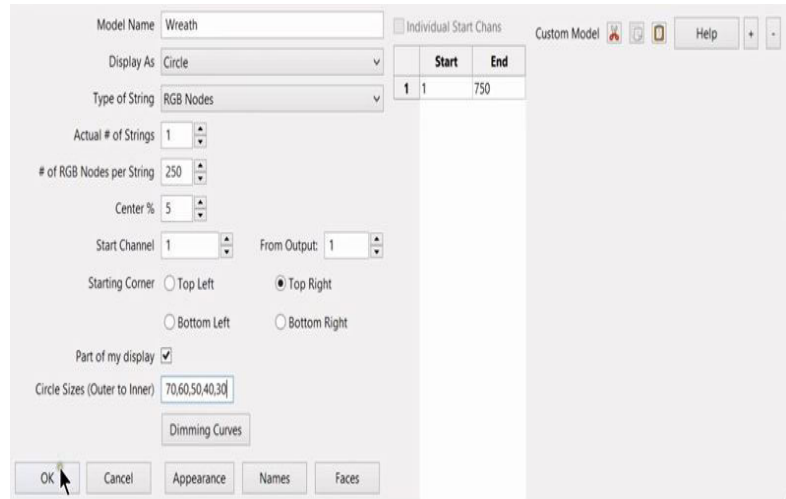 Model Name Wreath
Individual Start Chans
Custom Model Help + -
Display As Circle
Start End
1 1 750
Type of String RGB Nodes
Actual # of Strings 1
# of RGB Nodes per String 250
Center % 5
Start Channel 1 From Output: 1
Starting Corner Top Left Top Right
Bottom Left Bottom Right
Part of my display
Circle Sizes (Outer to Inner) 70,60,50,40,30
Dimming Curves
OK Cancel Appearance Names Faces